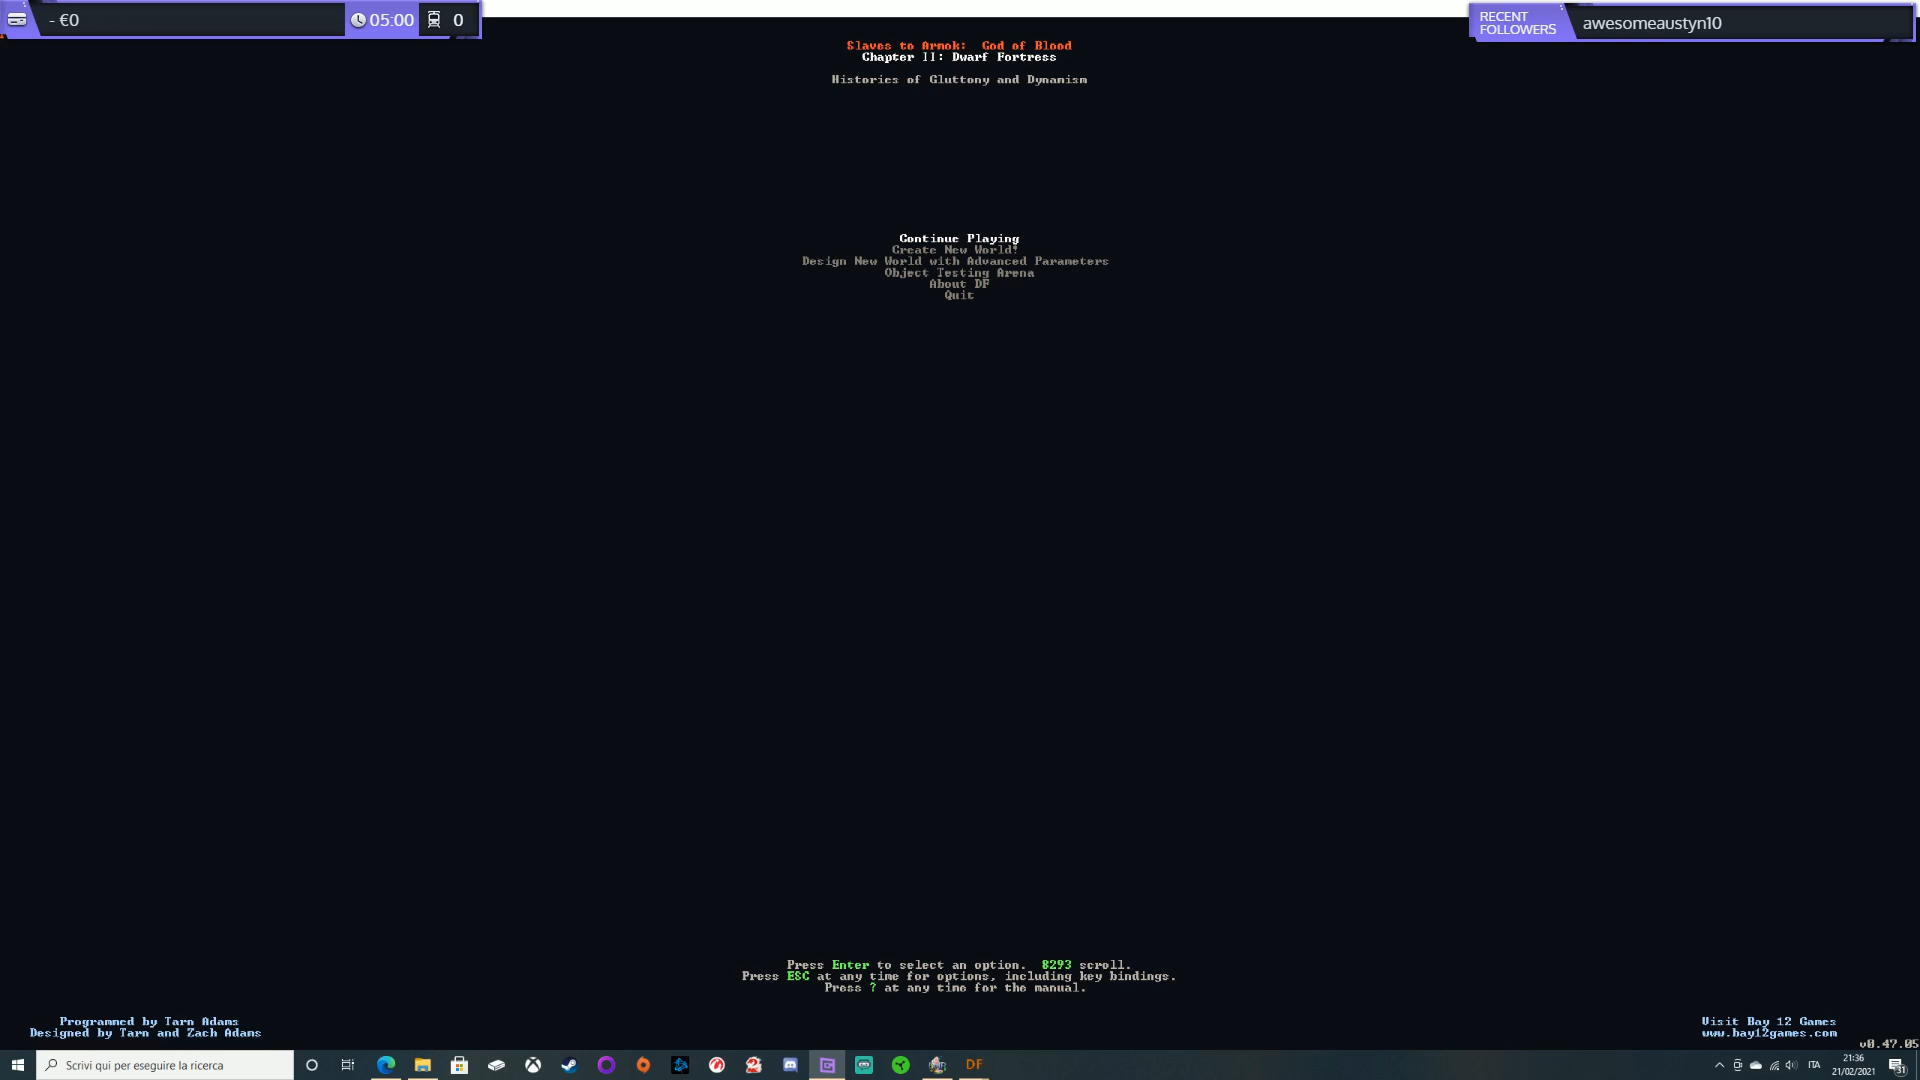 - €0
05:00
0
RECENT
FOLLOWERS
awesomeaustyn10
Slaves to Armok:  God of Blood
Chapter II: Dwarf Fortress
Histories of Gluttony and Dynamism
Continue Playing
Create New World!
Design New World with Advanced Parameters
Object Testing Arena
About DF
Quit
Press Enter to select an option.  8293 scroll.
Press ESC at any time for options, including key bindings.
Press ? at any time for the manual.
Programmed by Tarn Adams
Designed by Tarn and Zach Adams
Visit Bay 12 Games
www.bay12games.com
v0.47.05
Scrivi qui per eseguire la ricerca
DF
ITA
21:36
21/02/2021
31